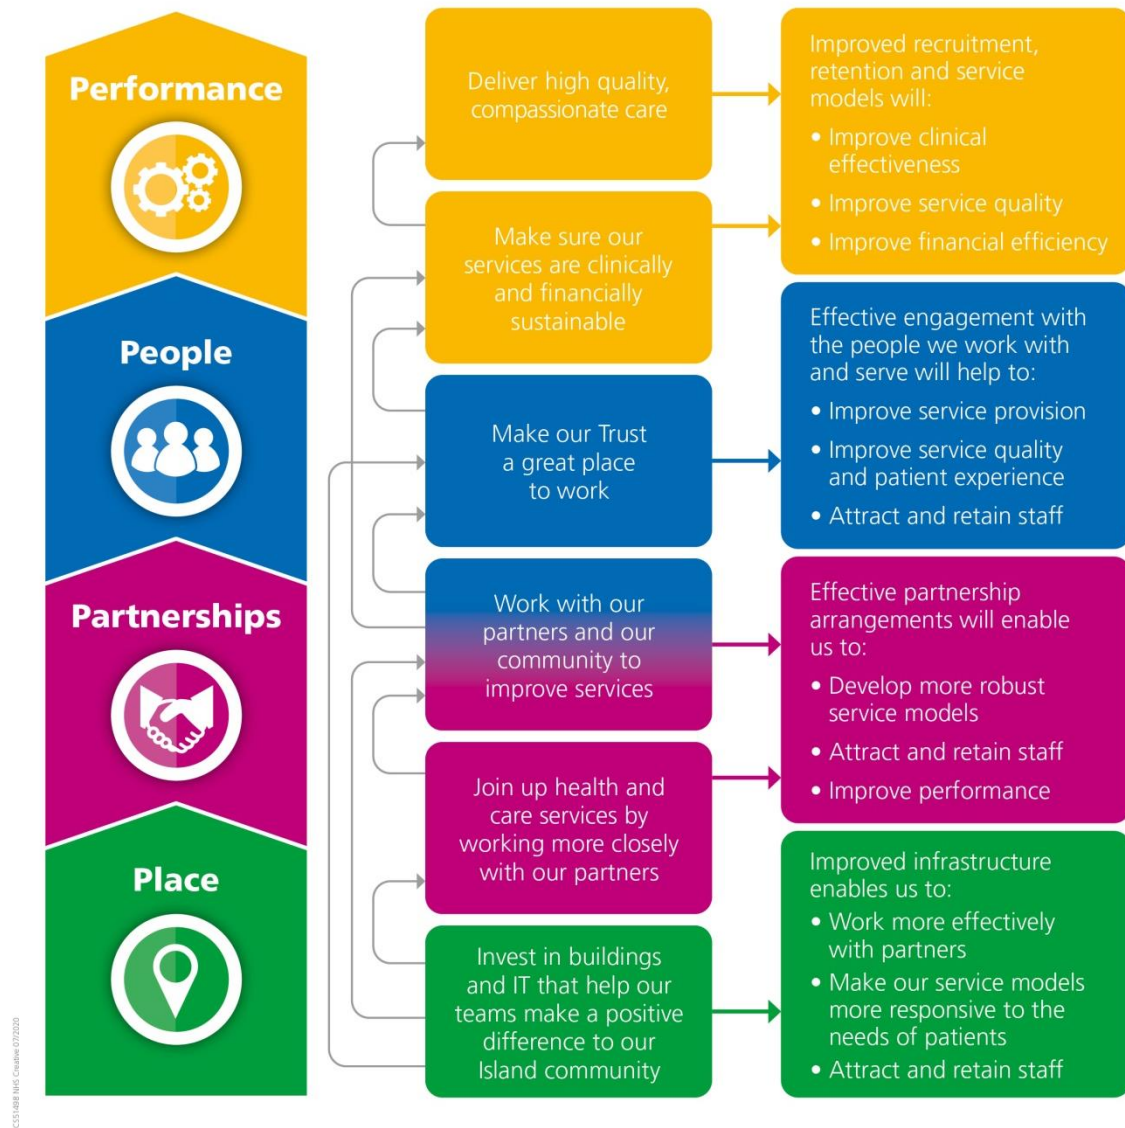 Performance
People
Partnerships
Place
Deliver high quality,
compassionate care
Make sure our
services are clinically
and financially
sustainable
Make our Trust
a great place
to work
Work with our
partners and our
community to
improve services
Join up health and
care services by
working more closely
with our partners
Invest in buildings
and IT that help our
teams make a positive
difference to our
Island community
Improved recruitment,
retention and service
models will:
• Improve clinical
effectiveness
• Improve service quality
• Improve financial efficiency
Effective engagement with
the people we work with
and serve will help to:
• Improve service provision
• Improve service quality
and patient experience
• Attract and retain staff
Effective partnership
arrangements will enable
us to:
• Develop more robust
service models
• Attract and retain staff
• Improve performance
Improved infrastructure
enables us to:
• Work more effectively
with partners
• Make our service models
more responsive to the
needs of patients
• Attract and retain staff
CS51498 NHS Creative 07/2020